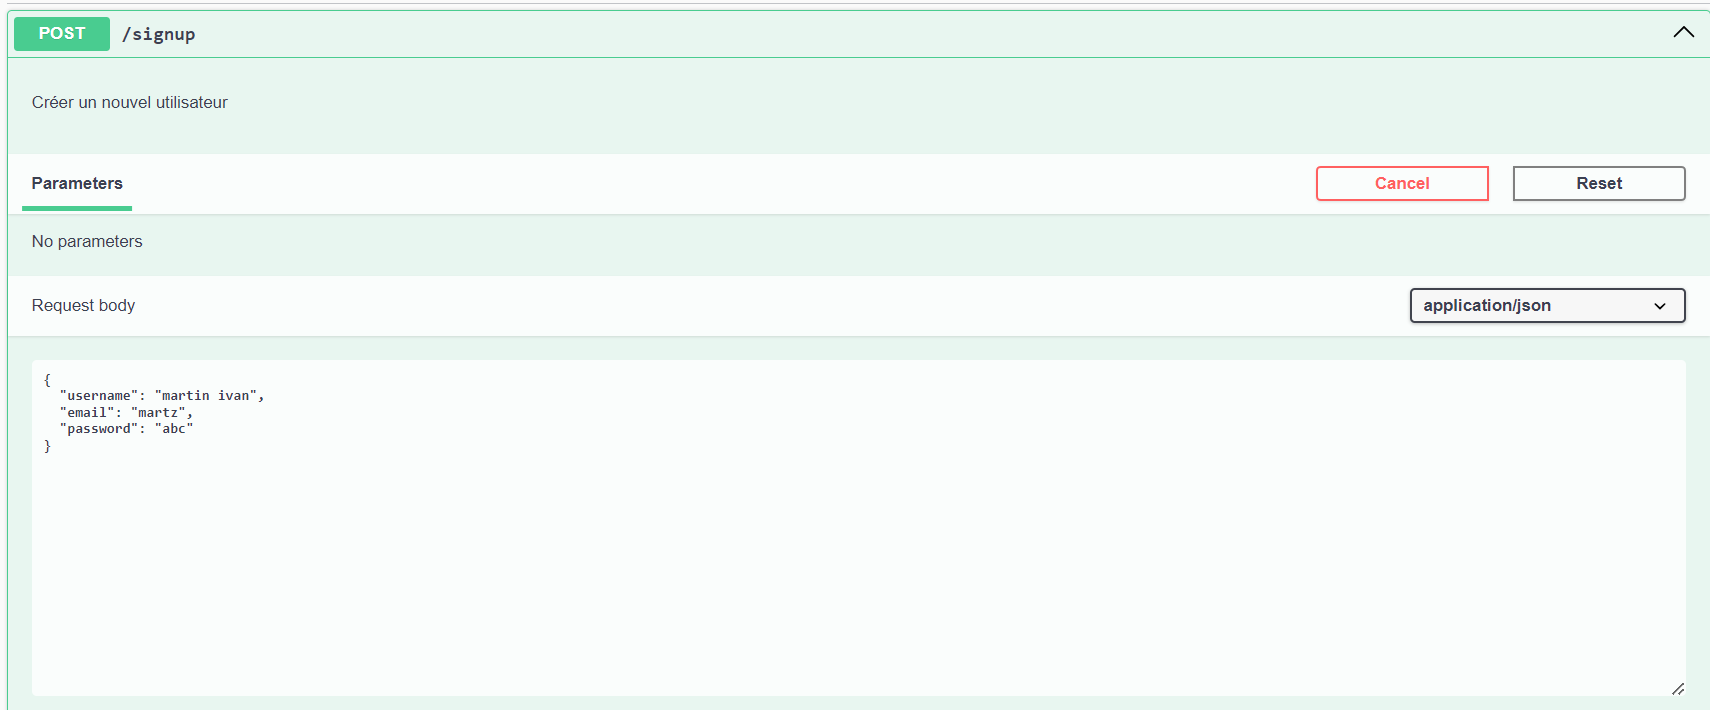 POST /signup
Créer un nouvel utilisateur
Parameters
Cancel
Reset
No parameters
Request body
application/json
{
  "username": "martin ivan",
  "email": "martz",
  "password": "abc"
}